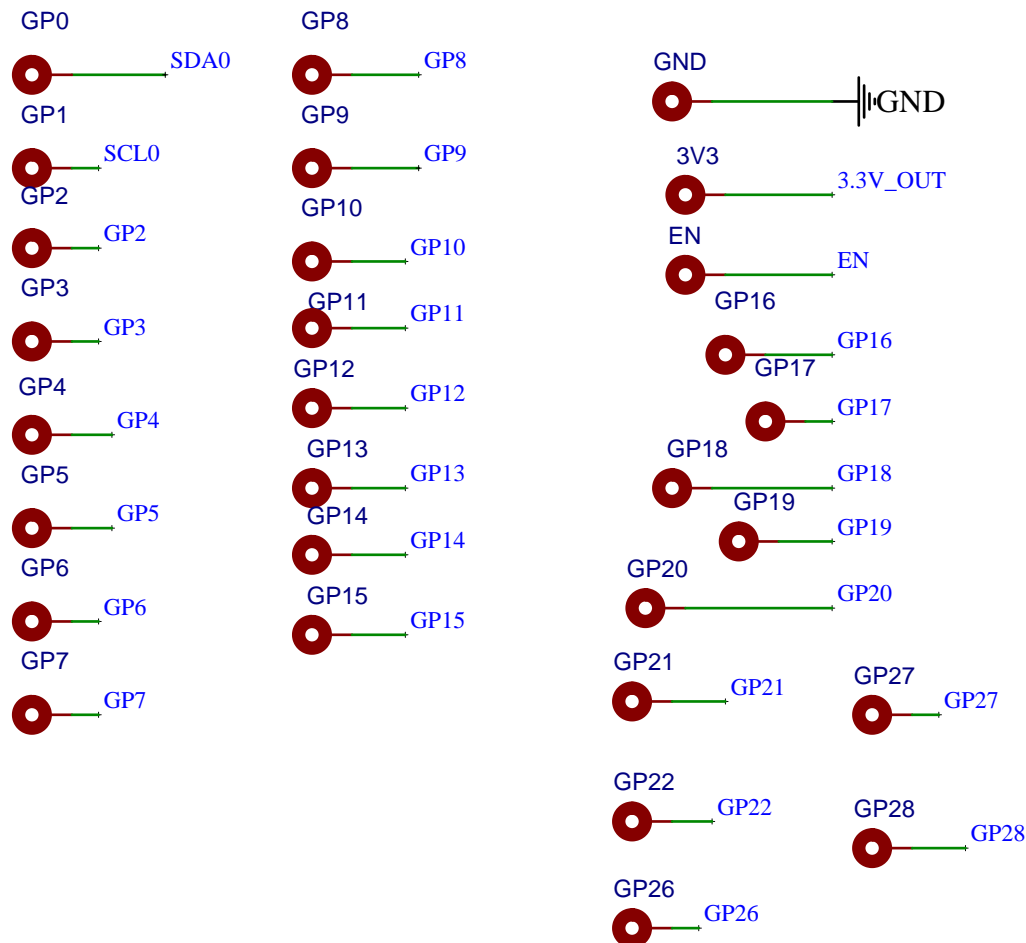 GP0
SDA0
GP1
SCL0
GP2
GP2
GP3
GP3
GP4
GP4
GP5
GP5
GP6
GP6
GP7
GP7
GP8
GP8
GP9
GP9
GP10
GP10
GP11
GP11
GP12
GP12
GP13
GP13
GP14
GP14
GP15
GP15
GND
GND
3V3
3.3V_OUT
EN
EN
GP16
GP16
GP17
GP17
GP18
GP18
GP19
GP19
GP20
GP20
GP21
GP21
GP22
GP22
GP26
GP26
GP27
GP27
GP28
GP28